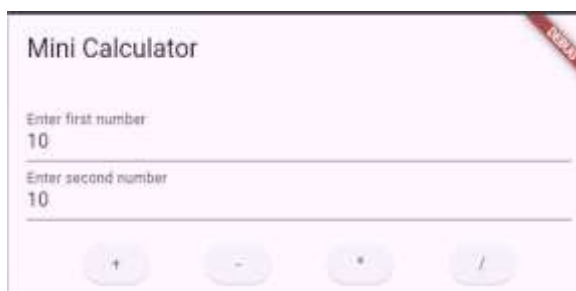 Mini Calculator
DEBUG
Enter first number
10
Enter second number
10
+ - * /